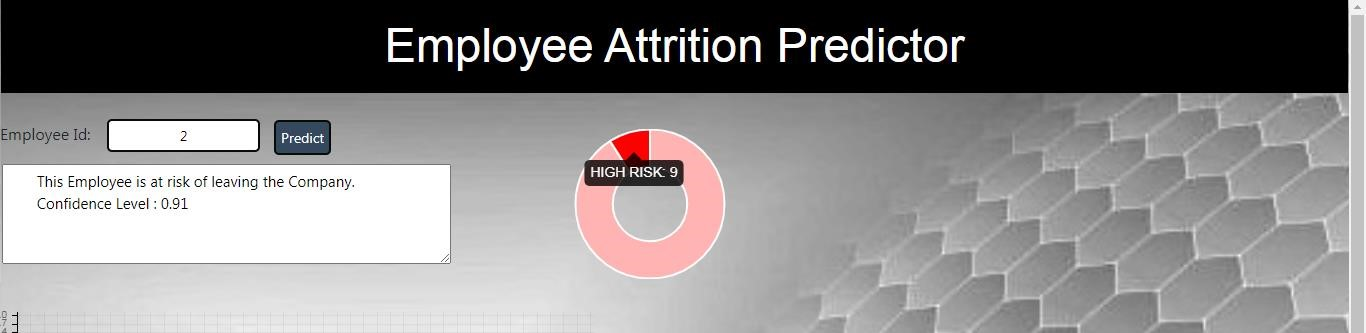 Employee Attrition Predictor
Employee Id:
2
Predict
This Employee is at risk of leaving the Company.
Confidence Level : 0.91
HIGH RISK: 9